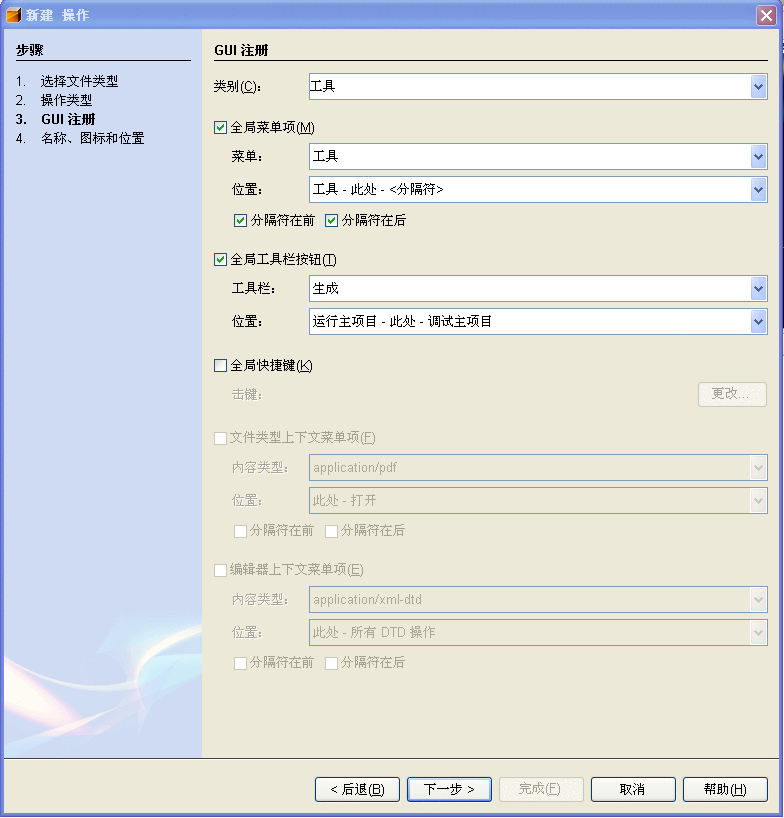 新建 操作
步骤
1. 选择文件类型
2. 操作类型
3. GUI 注册
4. 名称、图标和位置
GUI 注册
类别(C): 工具
全局菜单项(M)
菜单: 工具
位置: 工具 - 此处 - <分隔符>
分隔符在前 分隔符在后
全局工具栏按钮(T)
工具栏: 生成
位置: 运行主项目 - 此处 - 调试主项目
全局快捷键(K)
击键: 更改...
文件类型上下文菜单项(F)
内容类型: application/pdf
位置: 此处 - 打开
分隔符在前 分隔符在后
编辑器上下文菜单项(E)
内容类型: application/xml-dtd
位置: 此处 - 所有 DTD 操作
分隔符在前 分隔符在后
< 后退(B) 下一步 > 完成(F) 取消 帮助(H)